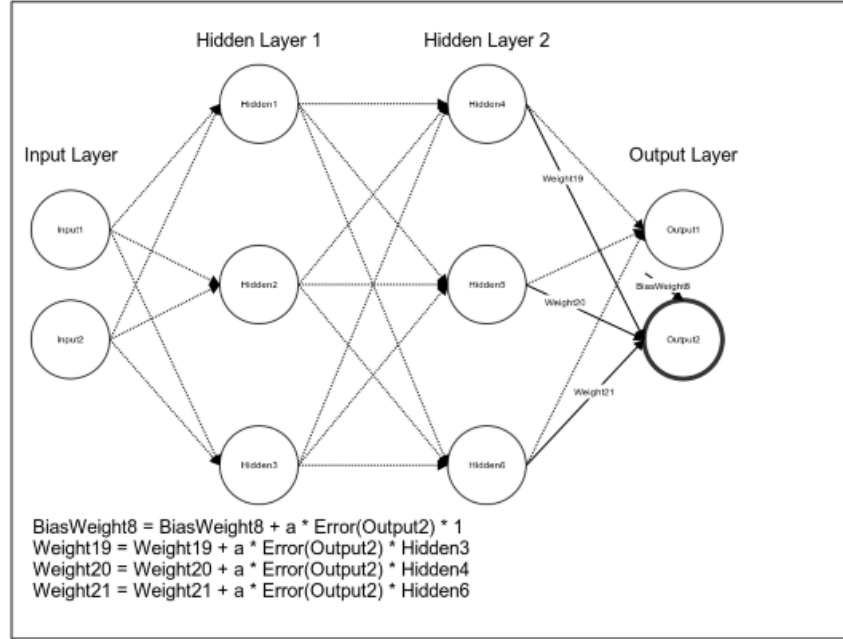 Hidden Layer 1
Hidden Layer 2
Hidden1
Hidden4
Input Layer
Output Layer
Weight19
Input1
Output1
Hidden2
Hidden5
BiasWeight8
Weight20
Input2
Output2
Weight21
Hidden3
Hidden6
BiasWeight8 = BiasWeight8 + a * Error(Output2) * 1
Weight19 = Weight19 + a * Error(Output2) * Hidden3
Weight20 = Weight20 + a * Error(Output2) * Hidden4
Weight21 = Weight21 + a * Error(Output2) * Hidden6